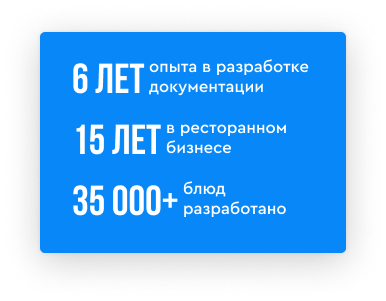 6 ЛЕТ опыта в разработке
документации
15 ЛЕТ в ресторанном
бизнесе
35 000+ блюд
разработано